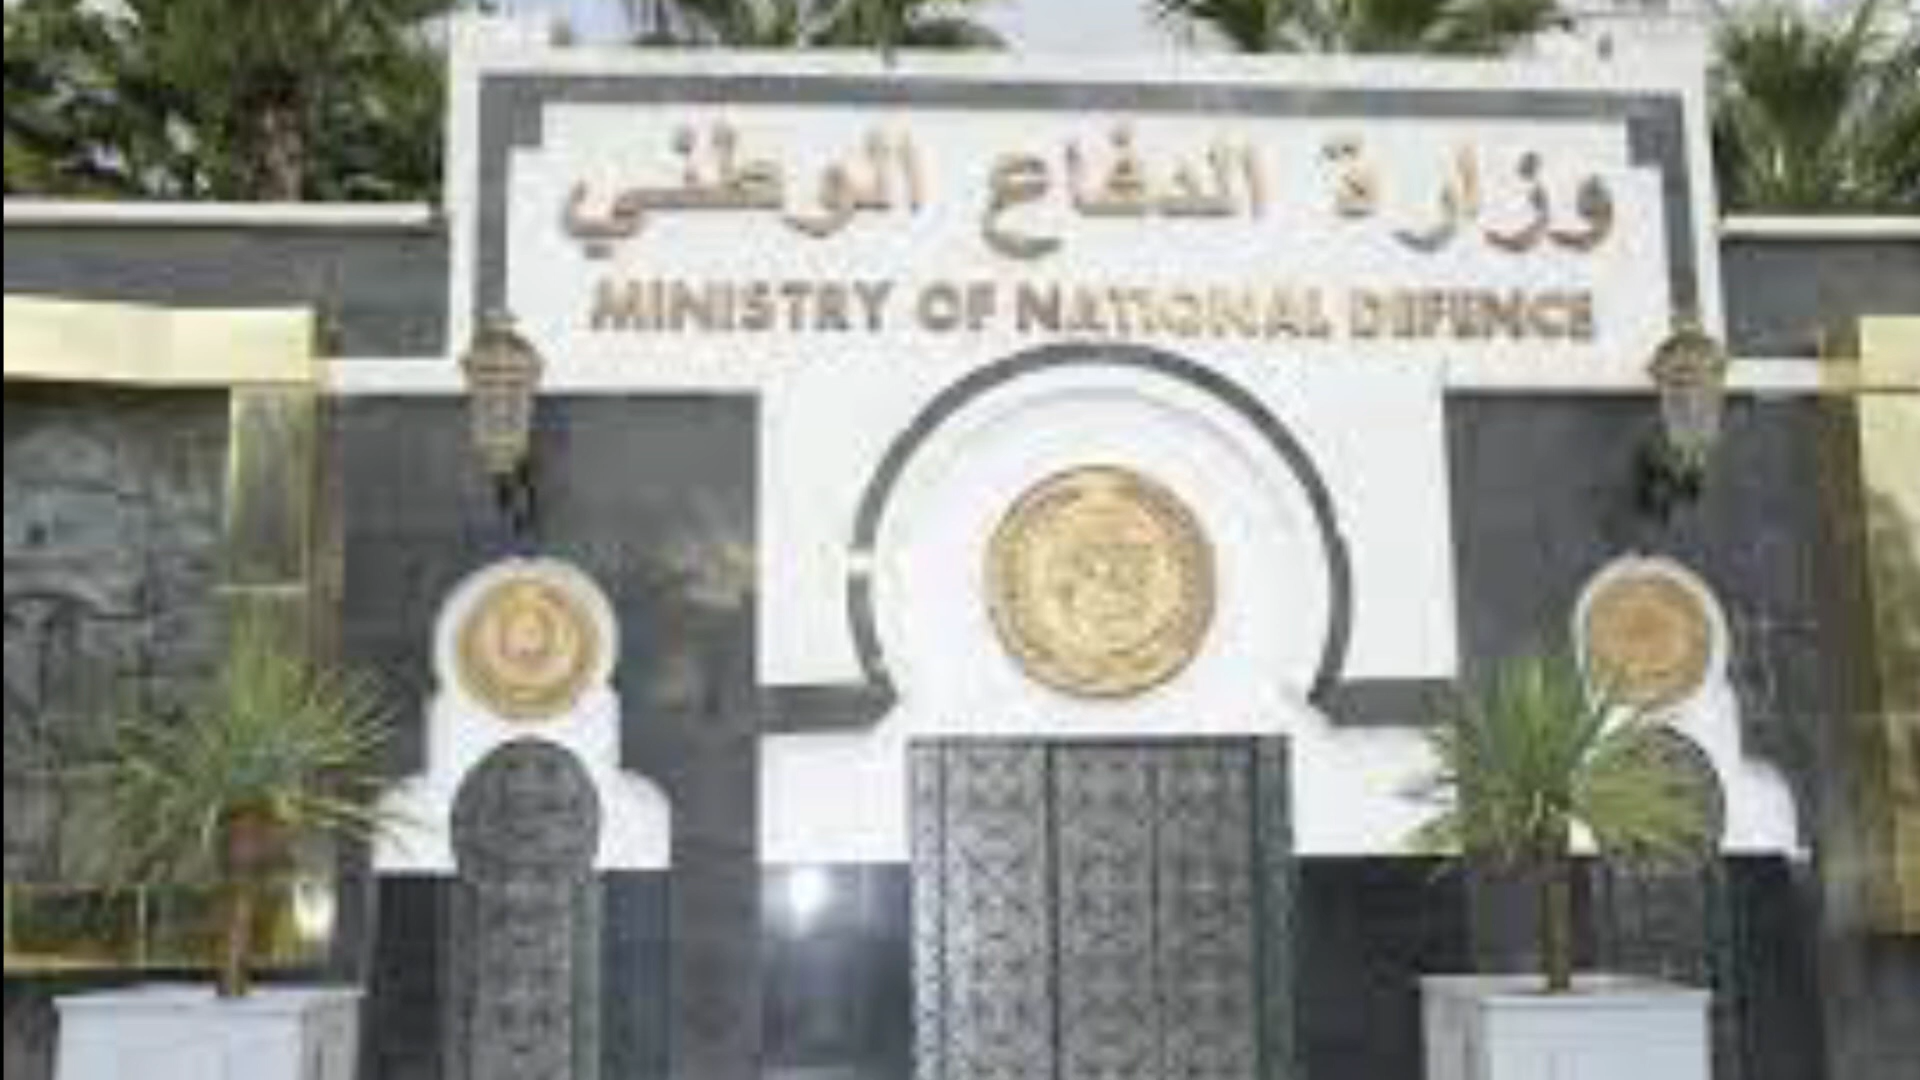 وزارة الدفاع الوطني
MINISTRY OF NATIONAL DEFENCE